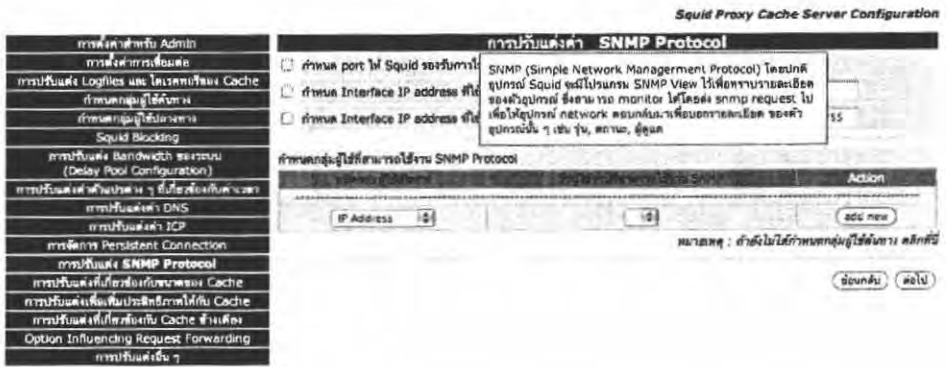 Squid Proxy Cache Server Configuration
การตั้งค่าสำหรับ Admin
การตั้งค่าการเชื่อมต่อ
การปรับแต่ง Logfiles และ ไดเรคทอรีของ Cache
กำหนดกลุ่มผู้ใช้ต้นทาง
กำหนดกลุ่มผู้ใช้ปลายทาง
Squid Blocking
การปรับแต่ง Bandwidth ของระบบ
(Delay Pool Configuration)
การปรับแต่งค่าตัวแปรต่าง ๆ ที่เกี่ยวข้องกับค่าเวลา
การปรับแต่งค่า DNS
การปรับแต่งค่า ICP
การจัดการ Persistent Connection
การปรับแต่ง SNMP Protocol
การปรับแต่งที่เกี่ยวข้องกับขนาดของ Cache
การปรับแต่งเพื่อเพิ่มประสิทธิภาพให้กับ Cache
การปรับแต่งที่เกี่ยวข้องกับ Cache ข้างเคียง
Option Influencing Request Forwarding
การปรับแต่งอื่น ๆ
การปรับแต่งค่า SNMP Protocol
กำหนด port ให้ Squid รองรับการใ
กำหนด Interface IP address ที่ใช้
กำหนด Interface IP address ที่ใช้
ss
SNMP (Simple Network Managerment Protocol) โดยปกติ
อุปกรณ์ Squid จะมีโปรแกรม SNMP View ไว้เพื่อทราบรายละเอียด
ของตัวอุปกรณ์ ซึ่งสามารถ monitor ได้โดยส่ง snmp request ไป
เพื่อให้อุปกรณ์ network ตอบกลับมาเพื่อบอกรายละเอียด ของตัว
อุปกรณ์นั้น ๆ เช่น รุ่น, สถานะ, ผู้ดูแล
กำหนดกลุ่มผู้ใช้ที่สามารถใช้งาน SNMP Protocol
Action
IP Address
add new
หมายเหตุ : ถ้ายังไม่ได้กำหนดกลุ่มผู้ใช้ต้นทาง คลิกที่นี่
ย้อนกลับ ต่อไป